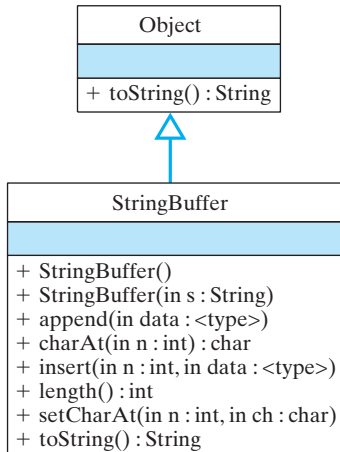 Object
+ toString() : String
StringBuffer
+ StringBuffer()
+ StringBuffer(in s : String)
+ append(in data : <type>)
+ charAt(in n : int) : char
+ insert(in n : int, in data : <type>)
+ length() : int
+ setCharAt(in n : int, in ch : char)
+ toString() : String